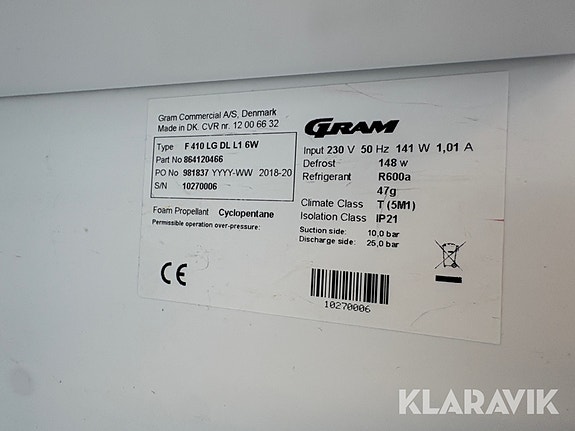 Gram Commercial A/S, Denmark
Made in DK. CVR nr. 12 00 66 32
Type F 410 LG DL L1 6W
Part No 864120466
PO No 981837 YYYY-WW 2018-20
S/N 10270006
Foam Propellant Cyclopentane
Permissible operation over-pressure:
CE
GRAM
Input 230 V 50 Hz 141 W 1,01 A
Defrost 148 w
Refrigerant R600a
47g
Climate Class T (5M1)
Isolation Class IP21
Suction side: 10,0 bar
Discharge side: 25,0 bar
10270006
KLARAVIK